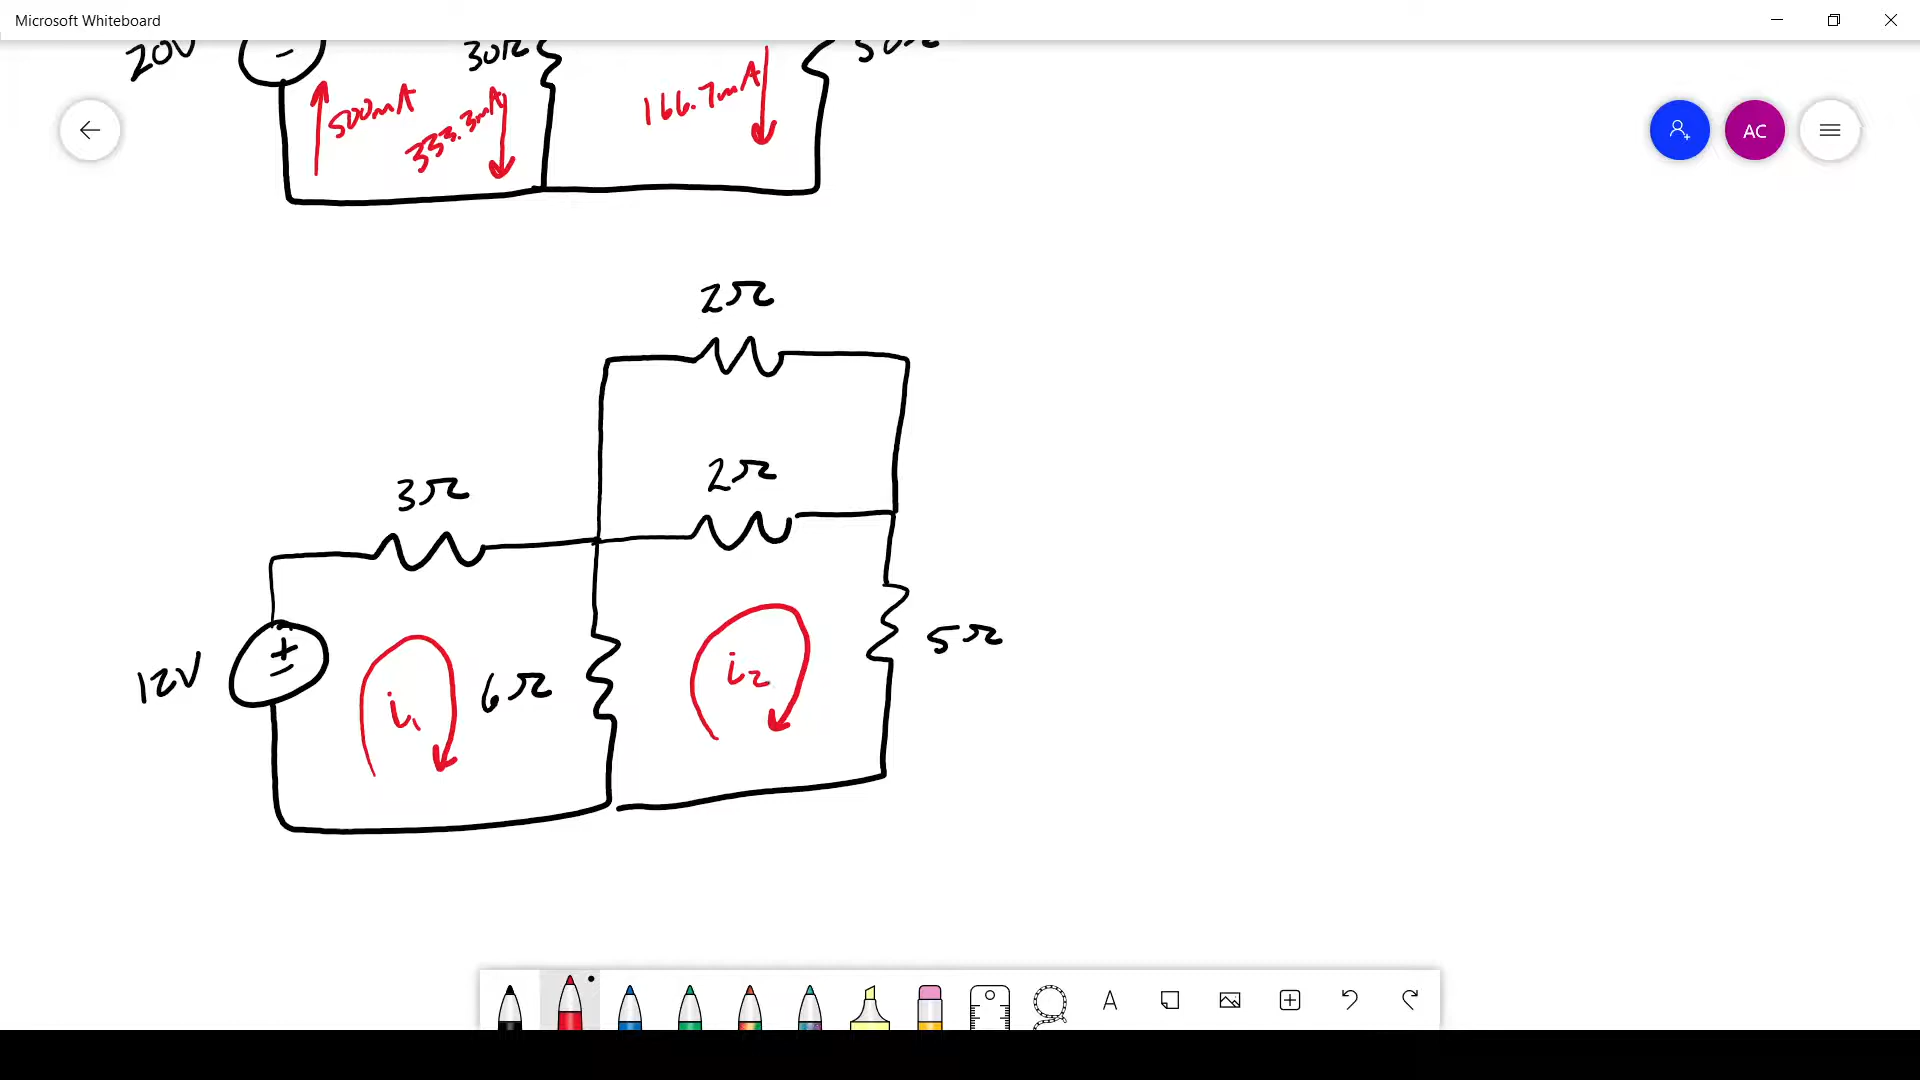 Microsoft Whiteboard
20V
30Ω
500mA
333.3mA
166.7mA
AC
2Ω
2Ω
3Ω
12V
+
i1
6Ω
i2
5Ω
A